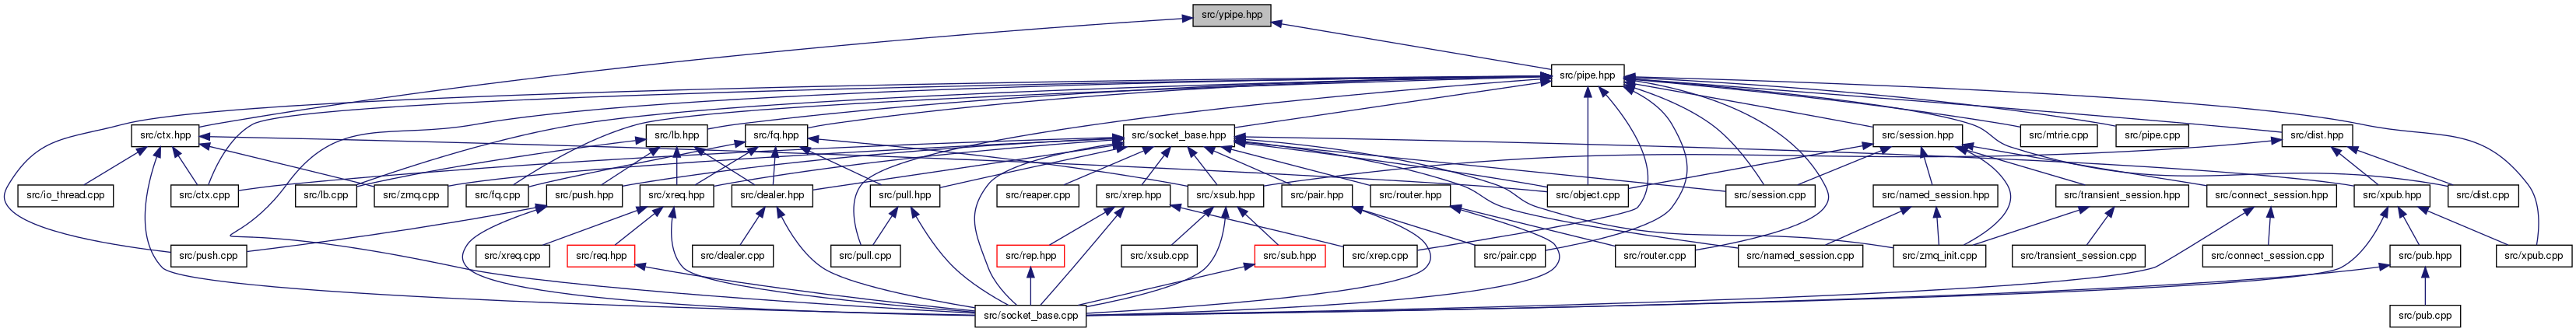 src/ypipe.hpp
src/pipe.hpp
src/ctx.hpp
src/lb.hpp
src/fq.hpp
src/socket_base.hpp
src/session.hpp
src/mtrie.cpp
src/pipe.cpp
src/dist.hpp
src/io_thread.cpp
src/ctx.cpp
src/lb.cpp
src/zmq.cpp
src/fq.cpp
src/push.hpp
src/xreq.hpp
src/dealer.hpp
src/pull.hpp
src/reaper.cpp
src/xrep.hpp
src/xsub.hpp
src/pair.hpp
src/router.hpp
src/object.cpp
src/session.cpp
src/named_session.hpp
src/transient_session.hpp
src/connect_session.hpp
src/xpub.hpp
src/dist.cpp
src/push.cpp
src/xreq.cpp
src/req.hpp
src/dealer.cpp
src/pull.cpp
src/rep.hpp
src/xsub.cpp
src/sub.hpp
src/xrep.cpp
src/pair.cpp
src/router.cpp
src/named_session.cpp
src/zmq_init.cpp
src/transient_session.cpp
src/connect_session.cpp
src/pub.hpp
src/xpub.cpp
src/socket_base.cpp
src/pub.cpp